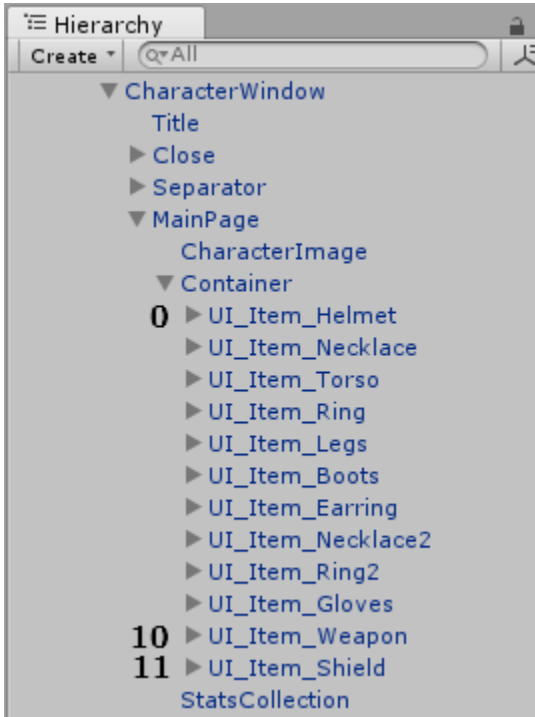 Hierarchy
Create All
CharacterWindow
Title
Close
Separator
MainPage
CharacterImage
Container
0 UI_Item_Helmet
UI_Item_Necklace
UI_Item_Torso
UI_Item_Ring
UI_Item_Legs
UI_Item_Boots
UI_Item_Earring
UI_Item_Necklace2
UI_Item_Ring2
UI_Item_Gloves
10 UI_Item_Weapon
11 UI_Item_Shield
StatsCollection